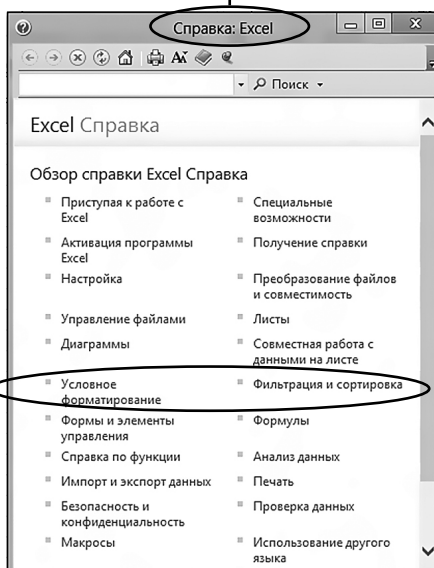 Справка: Excel
Поиск
Excel Справка
Обзор справки Excel Справка
Приступая к работе с
Excel
Специальные
возможности
Активация программы
Excel
Получение справки
Настройка
Преобразование файлов
и совместимость
Управление файлами
Листы
Диаграммы
Совместная работа с
данными на листе
Условное
форматирование
Фильтрация и сортировка
Формы и элементы
управления
Формулы
Справка по функции
Анализ данных
Импорт и экспорт данных
Печать
Безопасность и
конфиденциальность
Проверка данных
Макросы
Использование другого
языка